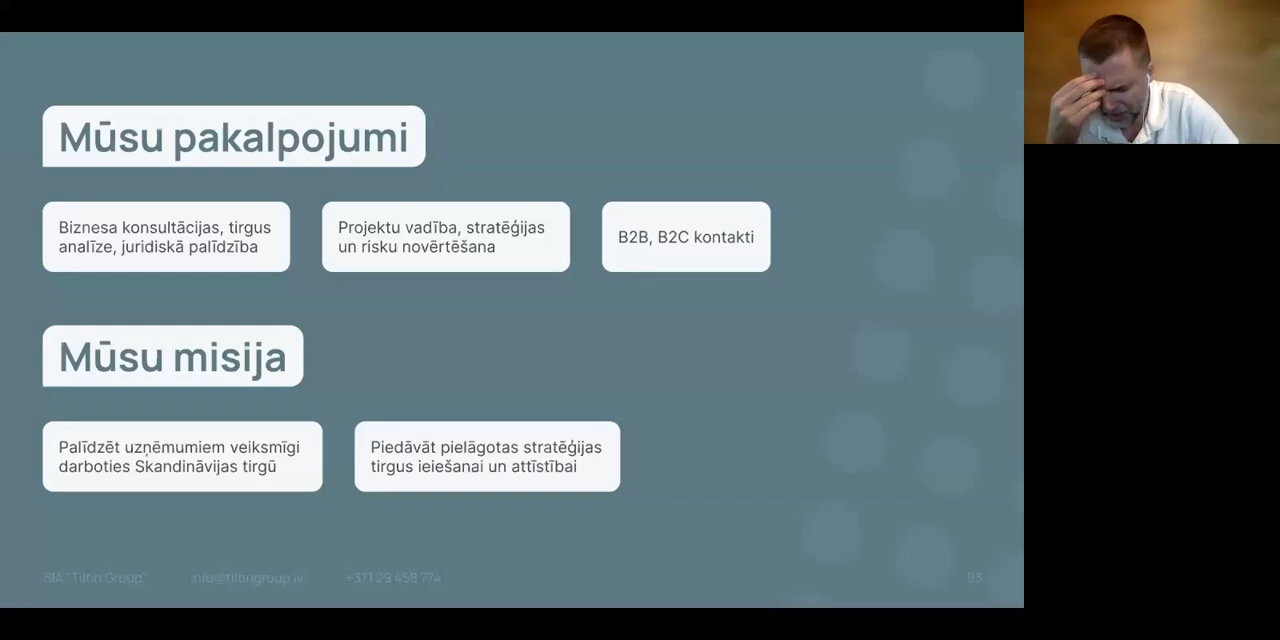 Mūsu pakalpojumi
Biznesa konsultācijas, tirgus
analīze, juridiskā palīdzība
Projektu vadība, stratēģijas
un risku novērtēšana
B2B, B2C kontakti
Mūsu misija
Palīdzēt uzņēmumiem veiksmīgi
darboties Skandināvijas tirgū
Piedāvāt pielāgotas stratēģijas
tirgus ieiešanai un attīstībai
SIA "Tiltin Group"
info@tiltingroup.lv
+371 29 458 774
03